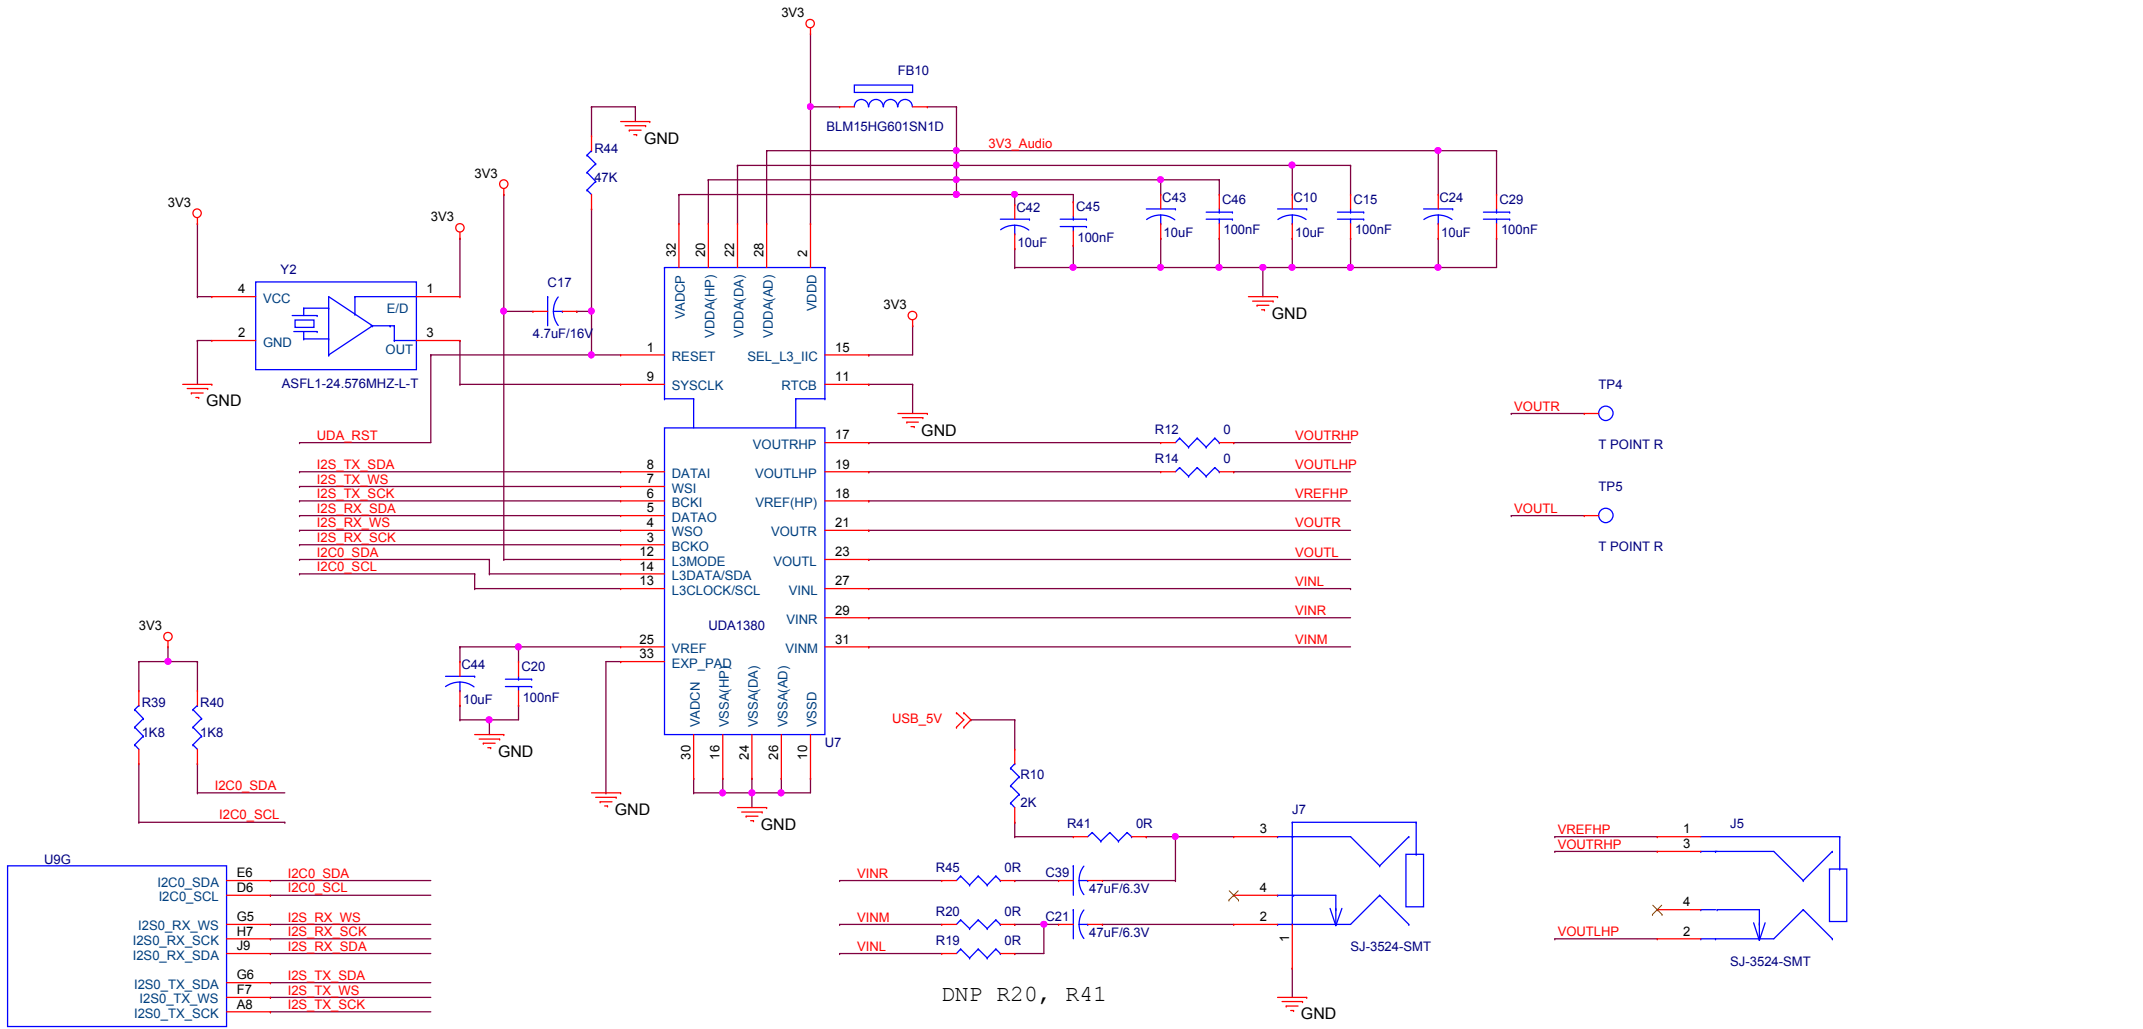 3V3
FB10
BLM15HG601SN1D
GND
R44
47K
3V3_Audio
3V3
3V3
3V3
C42
10uF
C45
100nF
C43
10uF
C46
100nF
C10
10uF
C15
100nF
C24
10uF
C29
100nF
GND
Y2
4
VCC
1
E/D
2
GND
3
OUT
ASFL1-24.576MHZ-L-T
GND
C17
4.7uF/16V
32
20
22
28
2
VADCP
VDDA(HP)
VDDA(DA)
VDDA(AD)
VDDD
3V3
1
RESET
SEL_L3_IIC
15
9
SYSCLK
RTCB
11
GND
UDA_RST
VOUTRHP
17
R12
0
VOUTRHP
I2S_TX_SDA
8
DATAI
VOUTLHP
19
R14
0
VOUTLHP
I2S_TX_WS
7
WSI
I2S_TX_SCK
6
BCKI
VREF(HP)
18
VREFHP
I2S_RX_SDA
5
DATAO
I2S_RX_WS
4
WSO
VOUTR
21
VOUTR
I2S_RX_SCK
3
BCKO
I2C0_SDA
12
L3MODE
VOUTL
23
VOUTL
I2C0_SCL
14
L3DATA/SDA
13
L3CLOCK/SCL
VINL
27
VINL
VINR
29
VINR
UDA1380
25
VREF
VINM
31
VINM
33
EXP_PAD
VADCN
VSSA(HP)
VSSA(DA)
VSSA(AD)
VSSD
30
16
24
26
10
U7
GND
TP4
VOUTR
T POINT R
TP5
VOUTL
T POINT R
3V3
R39
1K8
R40
1K8
I2C0_SDA
I2C0_SCL
C44
10uF
C20
100nF
GND
GND
USB_5V
R10
2K
R41
0R
J7
3
VINR
R45
0R
C39
47uF/6.3V
4
VINM
R20
0R
C21
47uF/6.3V
2
VINL
R19
0R
1
SJ-3524-SMT
GND
DNP R20, R41
VREFHP
1
J5
VOUTRHP
3
4
VOUTLHP
2
SJ-3524-SMT
U9G
I2C0_SDA
E6
I2C0_SDA
I2C0_SCL
D6
I2C0_SCL
I2S0_RX_WS
G5
I2S_RX_WS
I2S0_RX_SCK
H7
I2S_RX_SCK
I2S0_RX_SDA
J9
I2S_RX_SDA
I2S0_TX_SDA
G6
I2S_TX_SDA
I2S0_TX_WS
F7
I2S_TX_WS
I2S0_TX_SCK
A8
I2S_TX_SCK